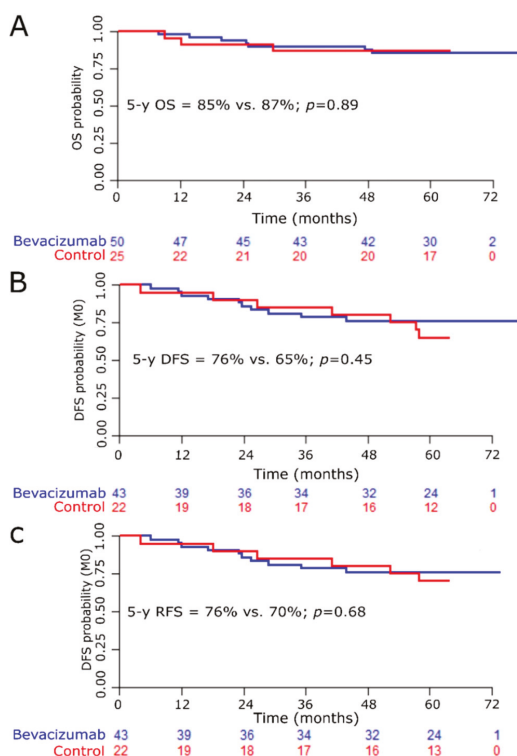 A
OS probability
0.00 0.25 0.50 0.75 1.00
5-y OS = 85% vs. 87%; p=0.89
0 12 24 36 48 60 72
Time (months)
Bevacizumab 50 47 45 43 42 30 2
Control 25 22 21 20 20 17 0
B
DFS probability (M0)
0.00 0.25 0.50 0.75 1.00
5-y DFS = 76% vs. 65%; p=0.45
0 12 24 36 48 60 72
Time (months)
Bevacizumab 43 39 36 34 32 24 1
Control 22 19 18 17 16 12 0
C
DFS probability (M0)
0.00 0.25 0.50 0.75 1.00
5-y RFS = 76% vs. 70%; p=0.68
0 12 24 36 48 60 72
Time (months)
Bevacizumab 43 39 36 34 32 24 1
Control 22 19 18 17 16 13 0